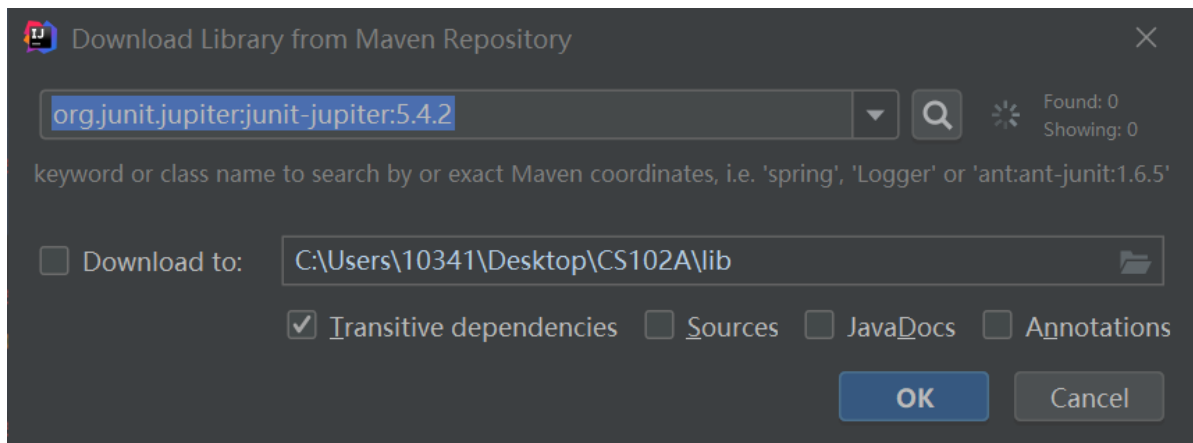 IJ
Download Library from Maven Repository
org.junit.jupiter:junit-jupiter:5.4.2
Found: 0
Showing: 0
keyword or class name to search by or exact Maven coordinates, i.e. 'spring', 'Logger' or 'ant:ant-junit:1.6.5'
Download to:
C:\Users\10341\Desktop\CS102A\lib
Transitive dependencies
Sources
JavaDocs
Annotations
OK
Cancel